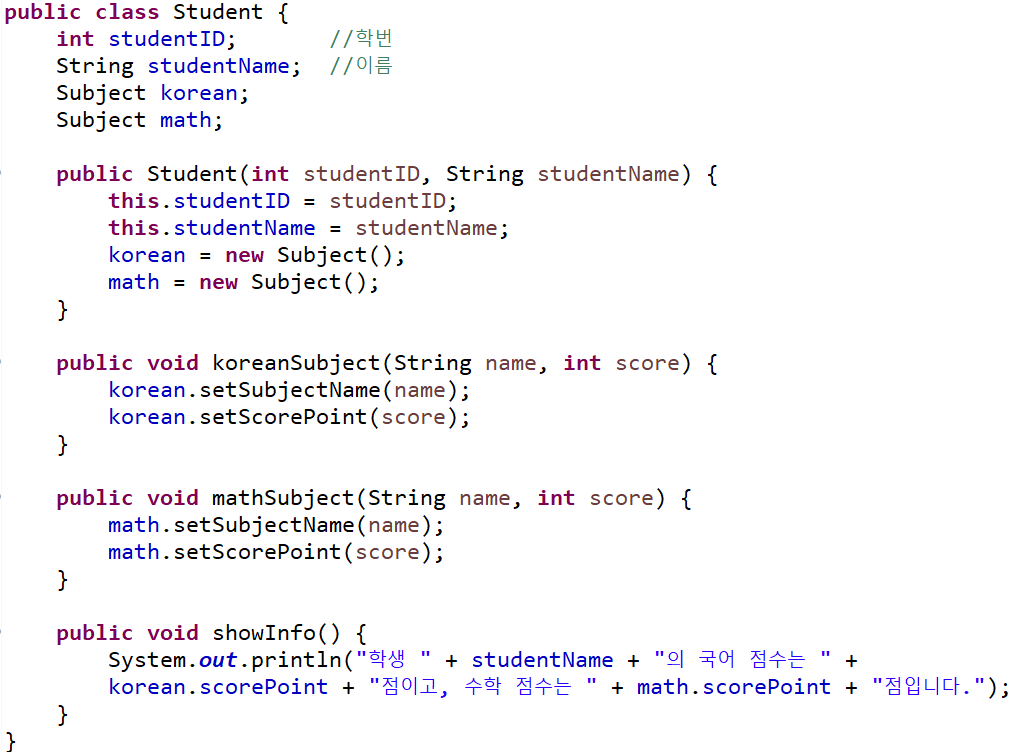 public class Student {
    int studentID;       //학번
    String studentName;  //이름
    Subject korean;
    Subject math;

    public Student(int studentID, String studentName) {
        this.studentID = studentID;
        this.studentName = studentName;
        korean = new Subject();
        math = new Subject();
    }

    public void koreanSubject(String name, int score) {
        korean.setSubjectName(name);
        korean.setScorePoint(score);
    }

    public void mathSubject(String name, int score) {
        math.setSubjectName(name);
        math.setScorePoint(score);
    }

    public void showInfo() {
        System.out.println("학생 " + studentName + "의 국어 점수는 " +
        korean.scorePoint + "점이고, 수학 점수는 " + math.scorePoint + "점입니다.");
    }
}